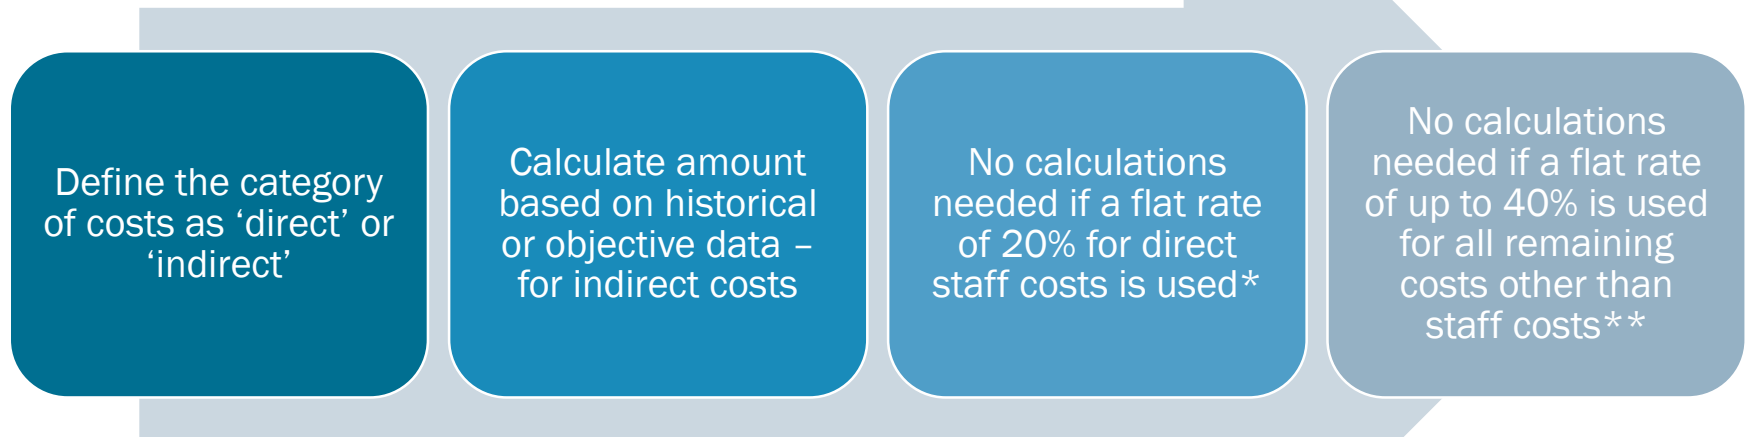 Define the category
of costs as ‘direct’ or
‘indirect’
Calculate amount
based on historical
or objective data –
for indirect costs
No calculations
needed if a flat rate
of 20% for direct
staff costs is used*
No calculations
needed if a flat rate
of up to 40% is used
for all remaining
costs other than
staff costs**